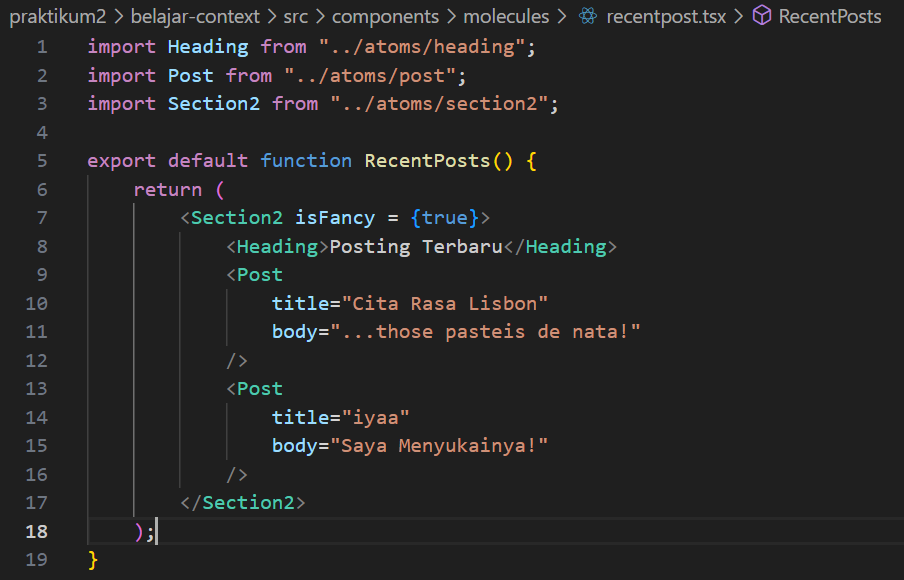 praktikum2 > belajar-context > src > components > molecules > recentpost.tsx > RecentPosts
1 import Heading from "../atoms/heading";
2 import Post from "../atoms/post";
3 import Section2 from "../atoms/section2";
4
5 export default function RecentPosts() {
6     return (
7         <Section2 isFancy = {true}>
8             <Heading>Posting Terbaru</Heading>
9             <Post
10                 title="Cita Rasa Lisbon"
11                 body="...those pasteis de nata!"
12             />
13             <Post
14                 title="iyaa"
15                 body="Saya Menyukainya!"
16             />
17         </Section2>
18     );
19 }